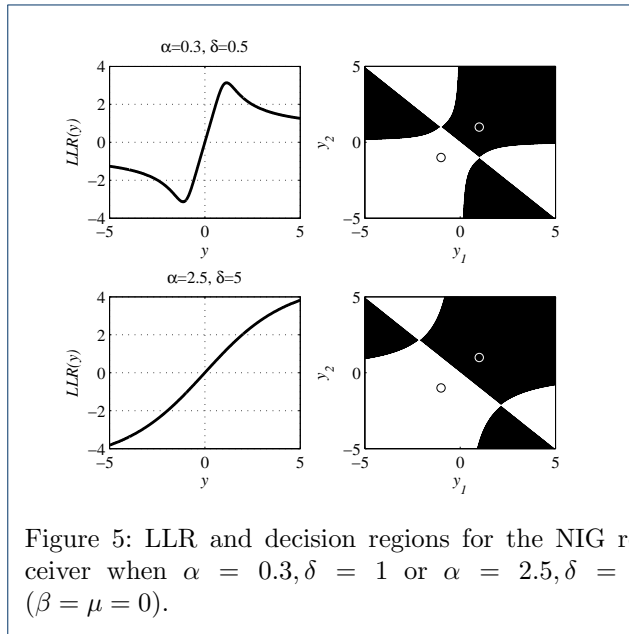 α=0.3, δ=0.5
4
2
0
−2
−4
−5
0
5
LLR(y)
y
5
0
−5
−5
0
5
y2
y1
α=2.5, δ=5
4
2
0
−2
−4
−5
0
5
LLR(y)
y
5
0
−5
−5
0
5
y2
y1
Figure 5: LLR and decision regions for the NIG r
ceiver when α = 0.3, δ = 1 or α = 2.5, δ =
(β = μ = 0).